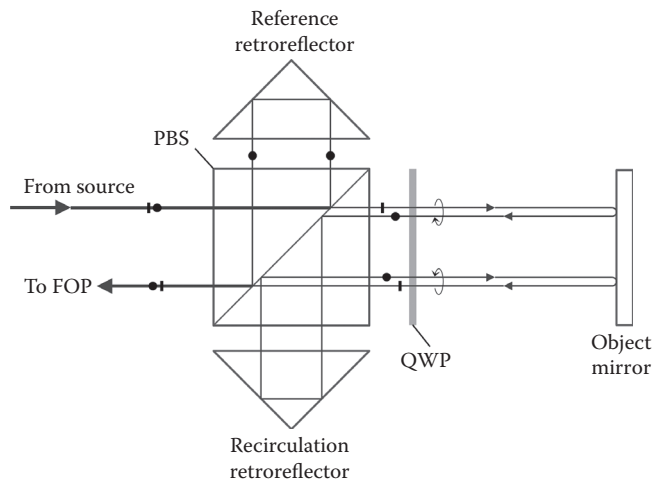 Reference
retroreflector
PBS
From source
To FOP
QWP
Object
mirror
Recirculation
retroreflector